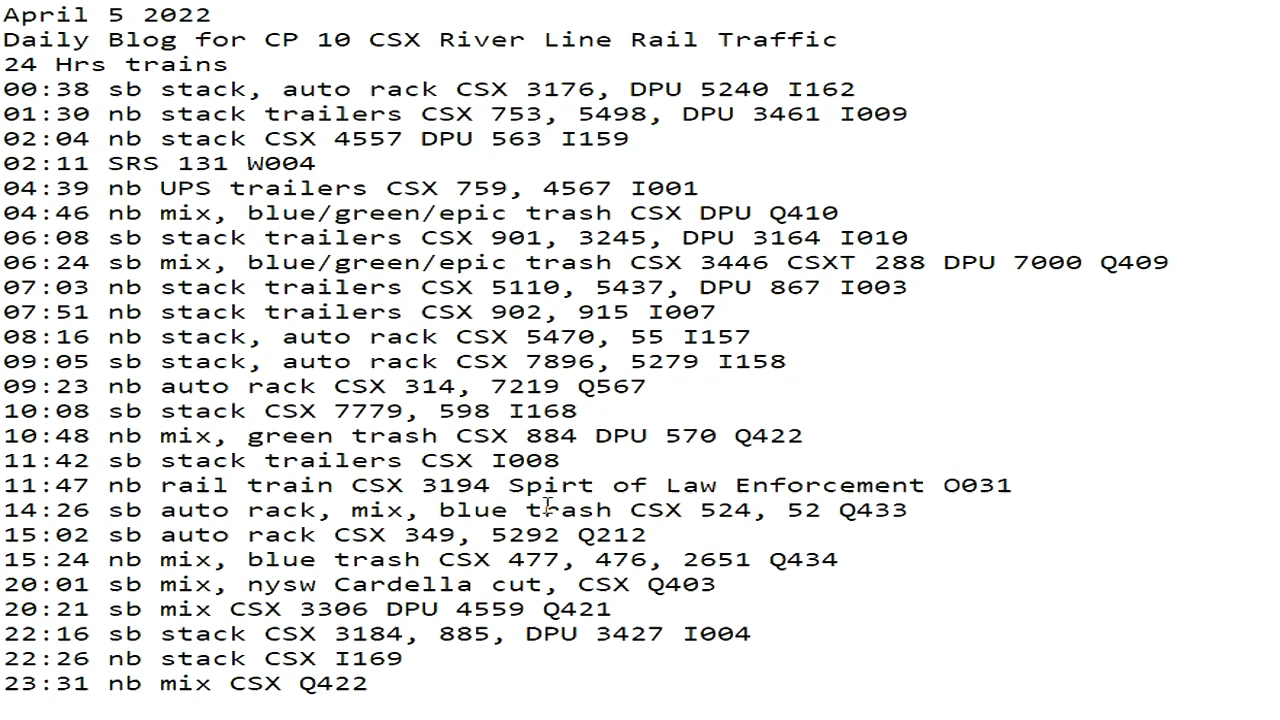 April 5 2022
Daily Blog for CP 10 CSX River Line Rail Traffic
24 Hrs trains
00:38 sb stack, auto rack CSX 3176, DPU 5240 I162
01:30 nb stack trailers CSX 753, 5498, DPU 3461 I009
02:04 nb stack CSX 4557 DPU 563 I159
02:11 SRS 131 W004
04:39 nb UPS trailers CSX 759, 4567 I001
04:46 nb mix, blue/green/epic trash CSX DPU Q410
06:08 sb stack trailers CSX 901, 3245, DPU 3164 I010
06:24 sb mix, blue/green/epic trash CSX 3446 CSXT 288 DPU 7000 Q409
07:03 nb stack trailers CSX 5110, 5437, DPU 867 I003
07:51 nb stack trailers CSX 902, 915 I007
08:16 nb stack, auto rack CSX 5470, 55 I157
09:05 sb stack, auto rack CSX 7896, 5279 I158
09:23 nb auto rack CSX 314, 7219 Q567
10:08 sb stack CSX 7779, 598 I168
10:48 nb mix, green trash CSX 884 DPU 570 Q422
11:42 sb stack trailers CSX I008
11:47 nb rail train CSX 3194 Spirt of Law Enforcement O031
14:26 sb auto rack, mix, blue trash CSX 524, 52 Q433
15:02 sb auto rack CSX 349, 5292 Q212
15:24 nb mix, blue trash CSX 477, 476, 2651 Q434
20:01 sb mix, nysw Cardella cut, CSX Q403
20:21 sb mix CSX 3306 DPU 4559 Q421
22:16 sb stack CSX 3184, 885, DPU 3427 I004
22:26 nb stack CSX I169
23:31 nb mix CSX Q422